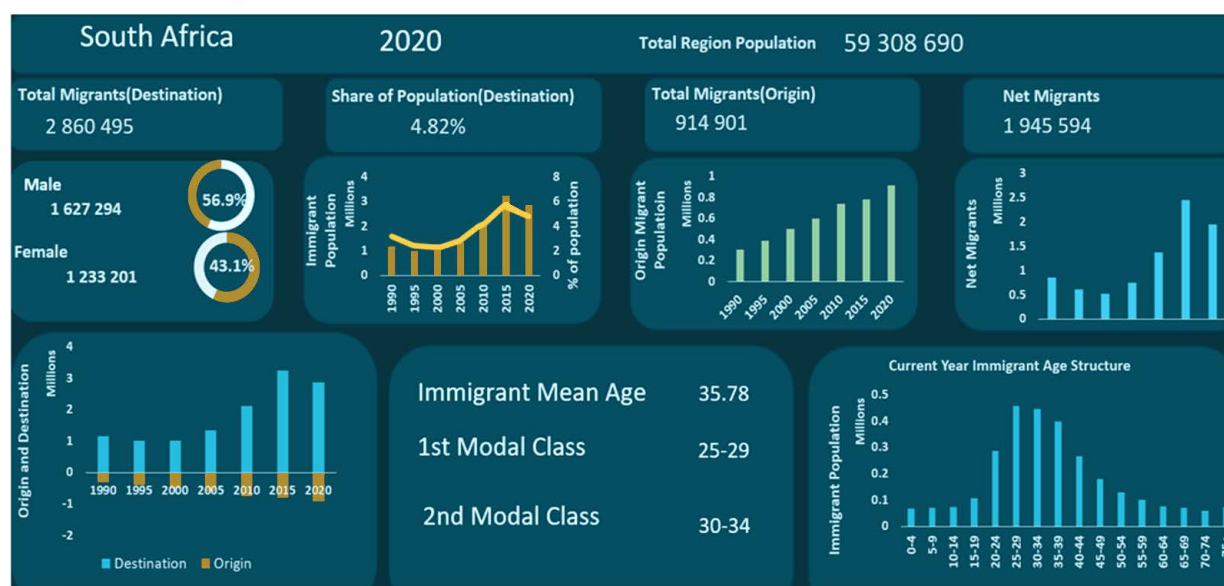 South Africa 2020 Total Region Population 59 308 690
Total Migrants(Destination)
2 860 495
Share of Population(Destination)
4.82%
Total Migrants(Origin)
914 901
Net Migrants
1 945 594
Male
1 627 294
56.9%
Female
1 233 201
43.1%
Immigrant Population
Millions
4
3
2
1
0
8
6
4
2
0
% of population
1990 1995 2000 2005 2010 2015 2020
Origin Migrant Populatioin
Millions
1
0.8
0.6
0.4
0.2
0
1990 1995 2000 2005 2010 2015 2020
Net Migrants
Millions
3
2.5
2
1.5
1
0.5
0
Origin and Destination
Millions
4
3
2
1
0
-1
-2
1990 1995 2000 2005 2010 2015 2020
Destination Origin
Immigrant Mean Age 35.78
1st Modal Class 25-29
2nd Modal Class 30-34
Current Year Immigrant Age Structure
Immigrant Population
Millions
0.5
0.4
0.3
0.2
0.1
0
0-4 5-9 10-14 15-19 20-24 25-29 30-34 35-39 40-44 45-49 50-54 55-59 60-64 65-69 70-74